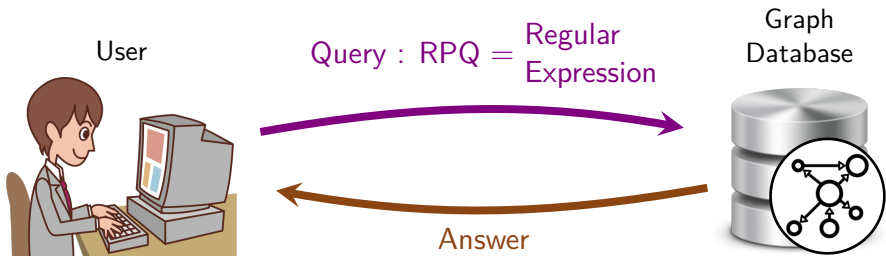 User
Query : RPQ = Regular
Expression
Graph
Database
Answer